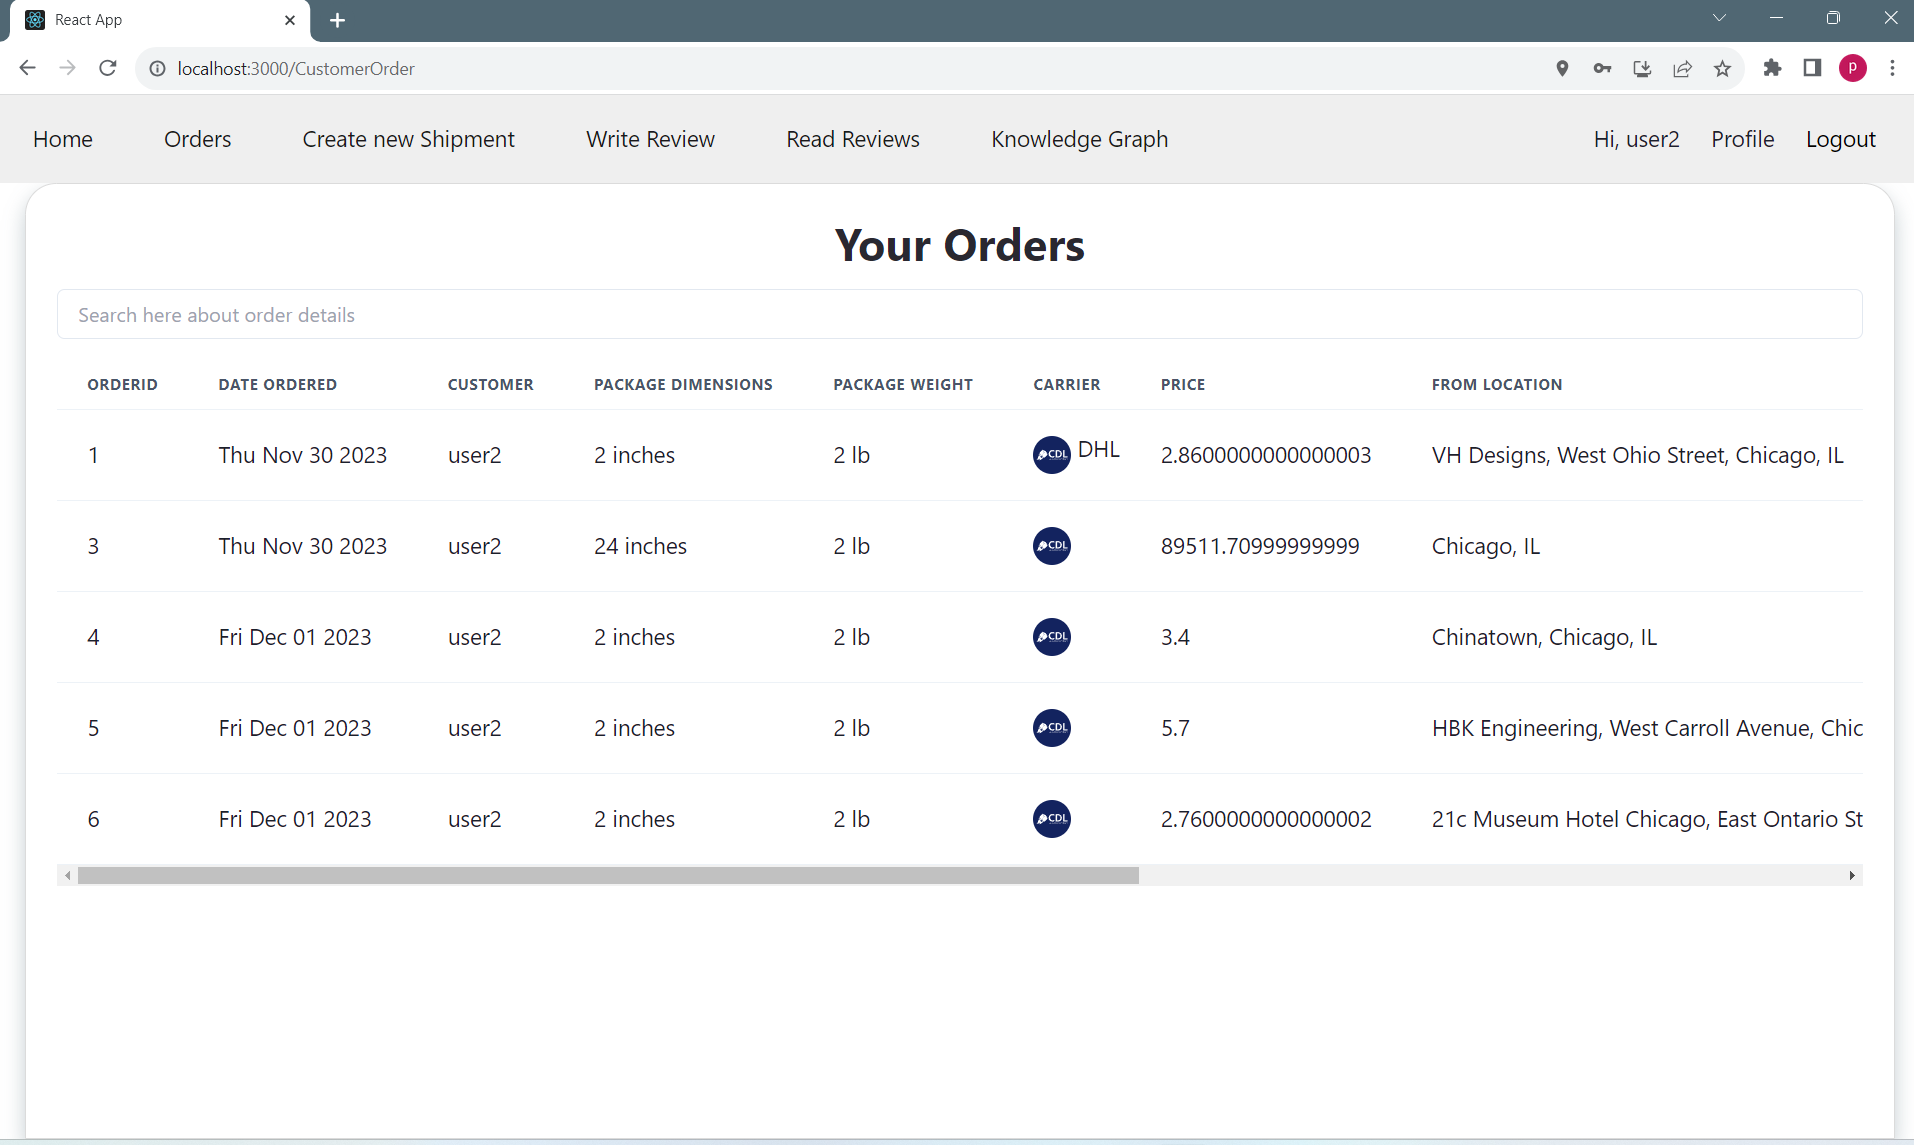 React App
localhost:3000/CustomerOrder
P
Home Orders Create new Shipment Write Review Read Reviews Knowledge Graph Hi, user2 Profile Logout
Your Orders
Search here about order details
ORDERID DATE ORDERED CUSTOMER PACKAGE DIMENSIONS PACKAGE WEIGHT CARRIER PRICE FROM LOCATION
1 Thu Nov 30 2023 user2 2 inches 2 lb CDL DHL 2.8600000000000003 VH Designs, West Ohio Street, Chicago, IL
3 Thu Nov 30 2023 user2 24 inches 2 lb CDL 89511.70999999999 Chicago, IL
4 Fri Dec 01 2023 user2 2 inches 2 lb CDL 3.4 Chinatown, Chicago, IL
5 Fri Dec 01 2023 user2 2 inches 2 lb CDL 5.7 HBK Engineering, West Carroll Avenue, Chic
6 Fri Dec 01 2023 user2 2 inches 2 lb CDL 2.7600000000000002 21c Museum Hotel Chicago, East Ontario St